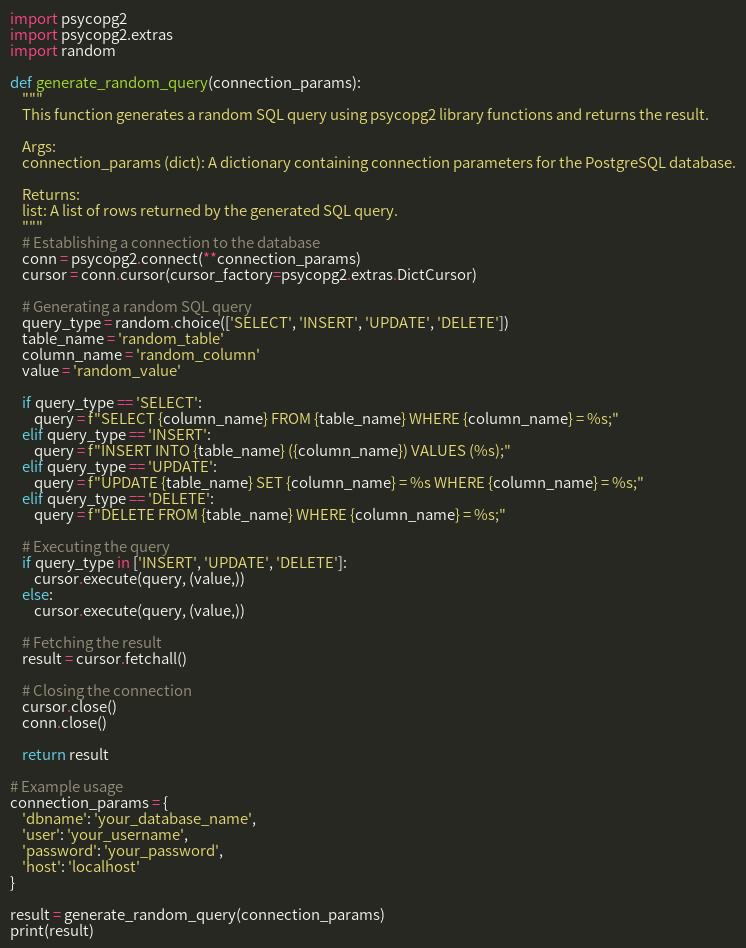 import psycopg2
import psycopg2.extras
import random

def generate_random_query(connection_params):
    """
    This function generates a random SQL query using psycopg2 library functions and returns the result.

    Args:
    connection_params (dict): A dictionary containing connection parameters for the PostgreSQL database.

    Returns:
    list: A list of rows returned by the generated SQL query.
    """
    # Establishing a connection to the database
    conn = psycopg2.connect(**connection_params)
    cursor = conn.cursor(cursor_factory=psycopg2.extras.DictCursor)

    # Generating a random SQL query
    query_type = random.choice(['SELECT', 'INSERT', 'UPDATE', 'DELETE'])
    table_name = 'random_table'
    column_name = 'random_column'
    value = 'random_value'

    if query_type == 'SELECT':
        query = f"SELECT {column_name} FROM {table_name} WHERE {column_name} = %s;"
    elif query_type == 'INSERT':
        query = f"INSERT INTO {table_name} ({column_name}) VALUES (%s);"
    elif query_type == 'UPDATE':
        query = f"UPDATE {table_name} SET {column_name} = %s WHERE {column_name} = %s;"
    elif query_type == 'DELETE':
        query = f"DELETE FROM {table_name} WHERE {column_name} = %s;"

    # Executing the query
    if query_type in ['INSERT', 'UPDATE', 'DELETE']:
        cursor.execute(query, (value,))
    else:
        cursor.execute(query, (value,))

    # Fetching the result
    result = cursor.fetchall()

    # Closing the connection
    cursor.close()
    conn.close()

    return result

# Example usage
connection_params = {
    'dbname': 'your_database_name',
    'user': 'your_username',
    'password': 'your_password',
    'host': 'localhost'
}

result = generate_random_query(connection_params)
print(result)